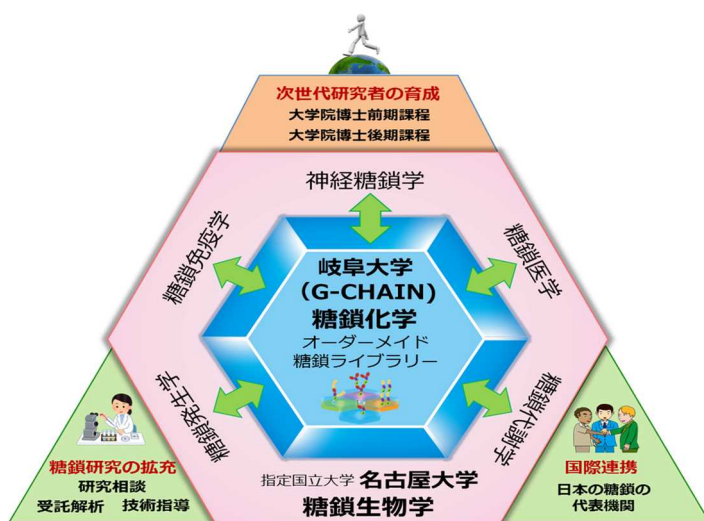 次世代研究者の育成
大学院博士前期課程
大学院博士後期課程
神経糖鎖学
糖鎖免疫学
糖鎖医学
岐阜大学
(G-CHAIN)
糖鎖化学
オーダーメイド
糖鎖ライブラリー
糖鎖発生学
糖鎖代謝学
指定国立大学 名古屋大学
糖鎖生物学
糖鎖研究の拡充
研究相談
受託解析 技術指導
国際連携
日本の糖鎖の
代表機関